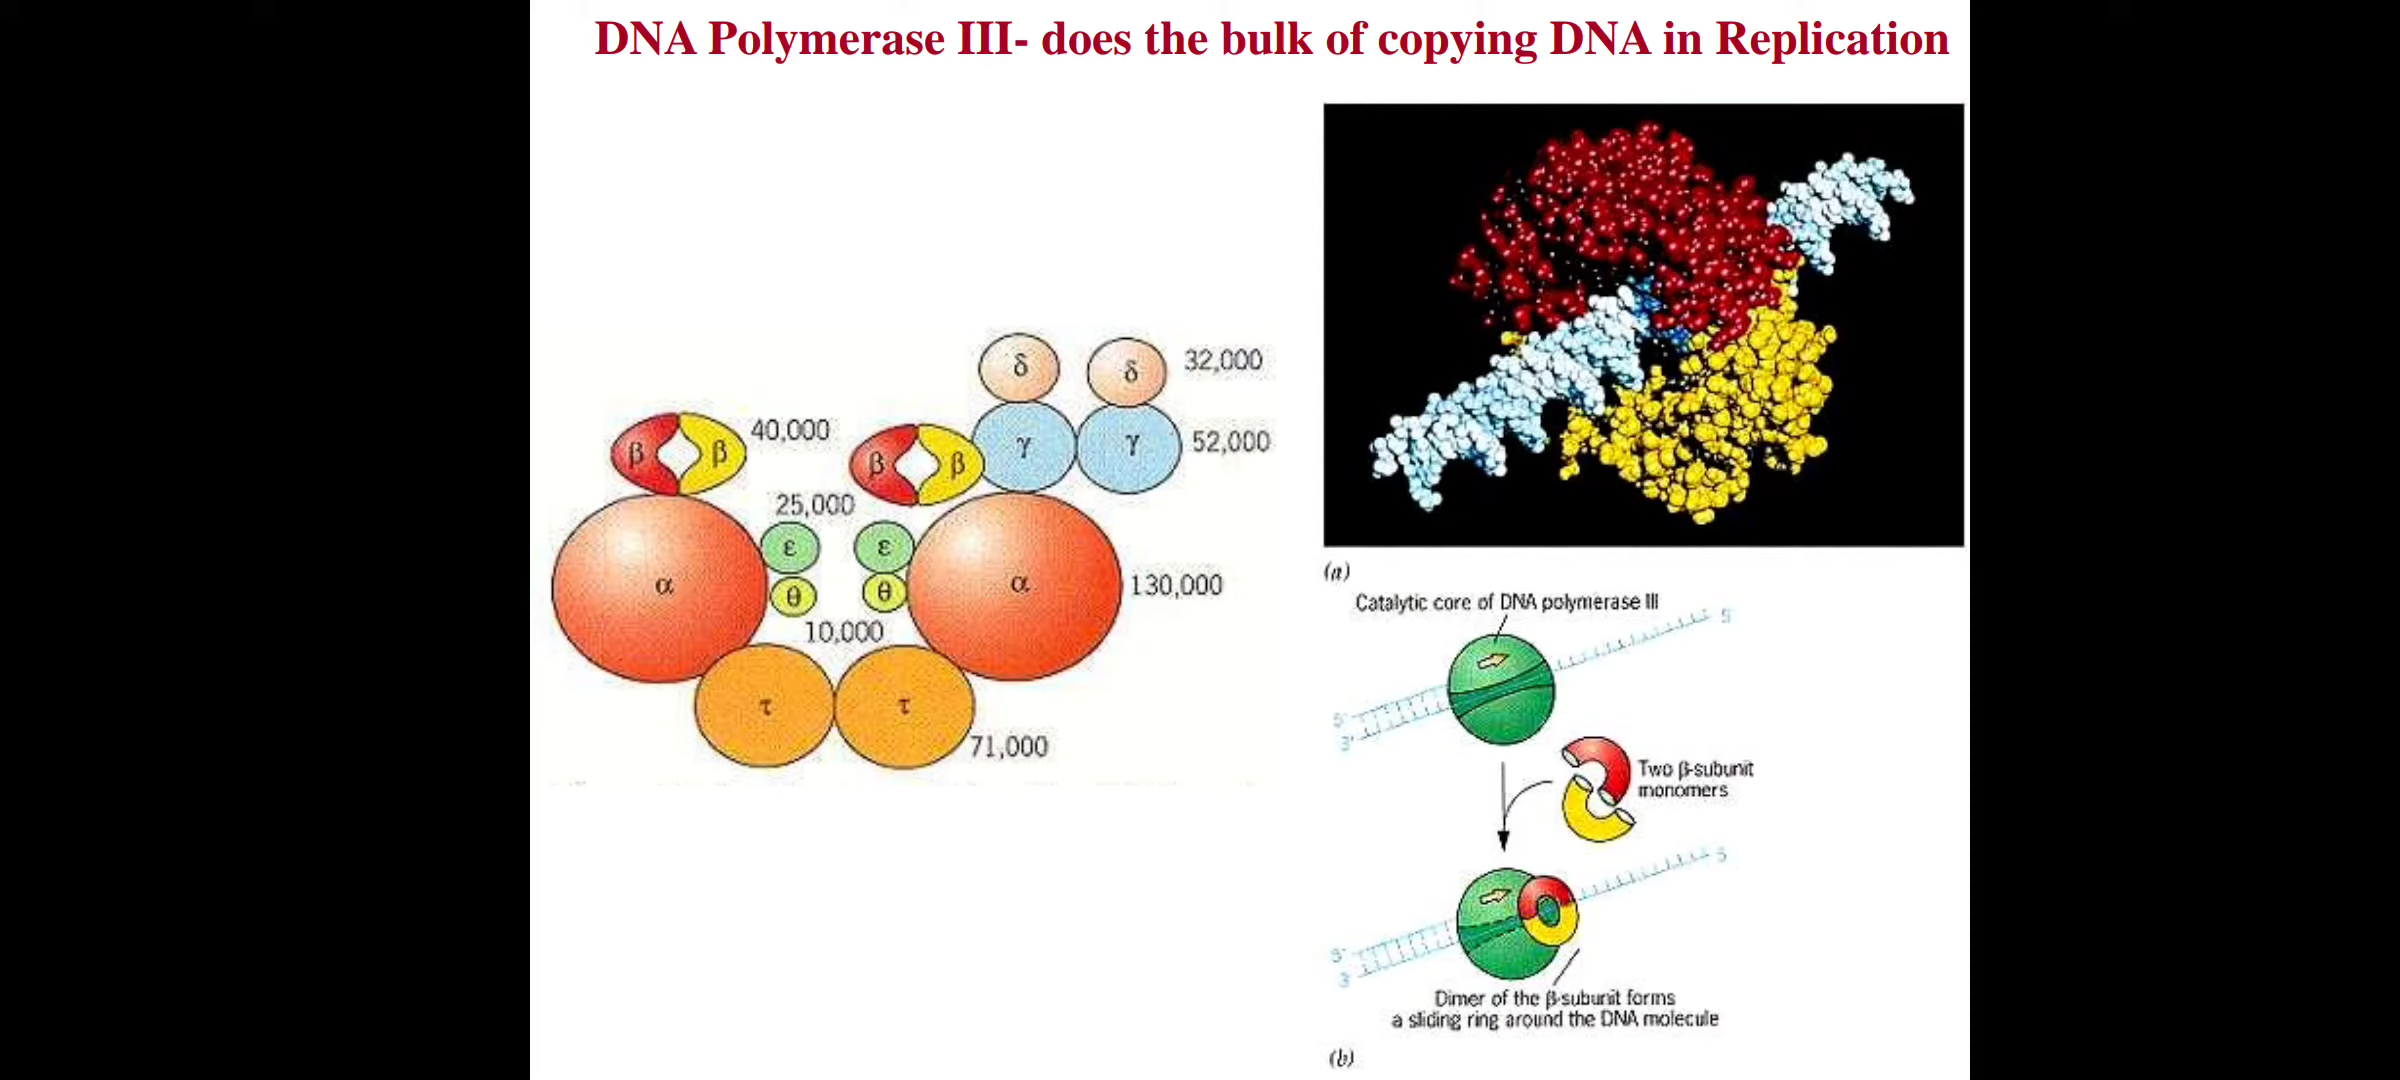 DNA Polymerase III- does the bulk of copying DNA in Replication
δ
δ
32,000
β
β
40,000
β
β
γ
γ
52,000
25,000
ε
ε
α
θ
θ
α
130,000
10,000
τ
τ
71,000
(a)
Catalytic core of DNA polymerase III
5'
5'
3'
Two β-subunit
monomers
5
3'
3
Dimer of the β-subunit forms
a sliding ring around the DNA molecule
(b)